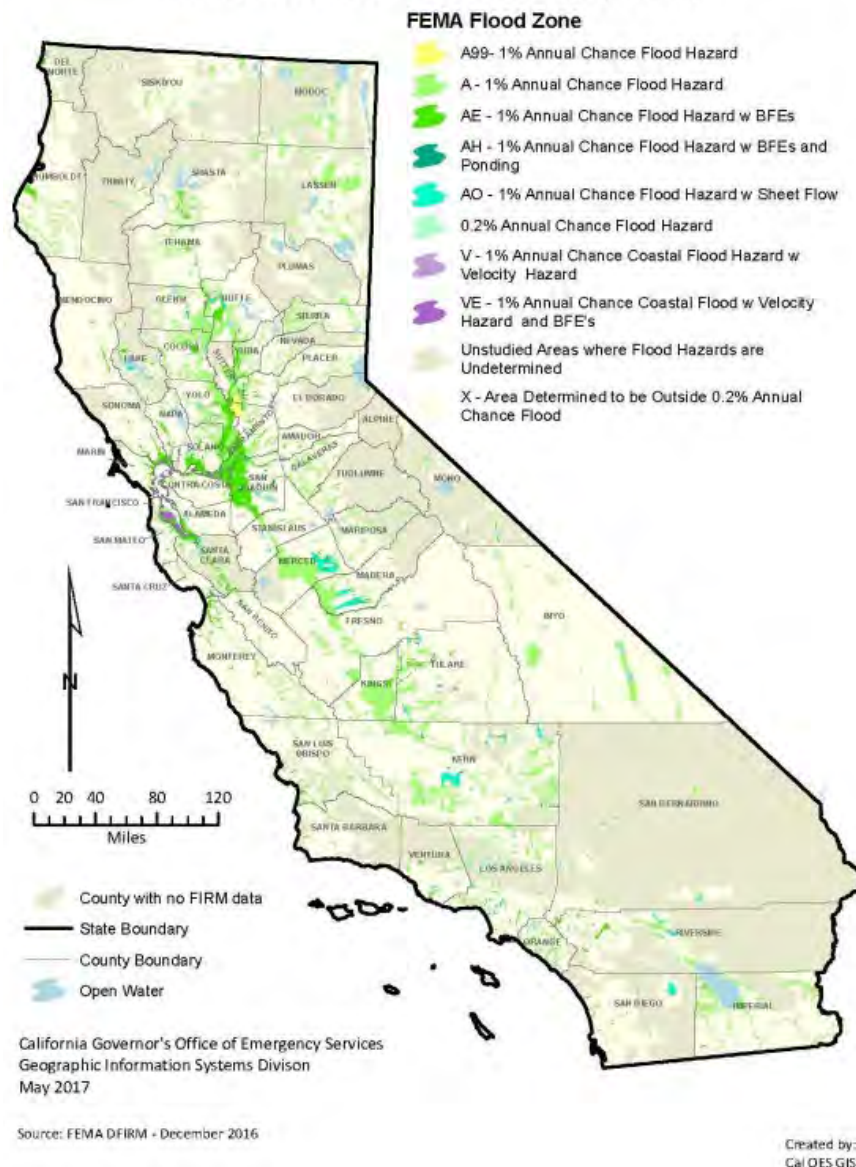 FEMA Flood Zone
A99- 1% Annual Chance Flood Hazard
A - 1% Annual Chance Flood Hazard
AE - 1% Annual Chance Flood Hazard w BFEs
AH - 1% Annual Chance Flood Hazard w BFEs and
Ponding
AO - 1% Annual Chance Flood Hazard w Sheet Flow
0.2% Annual Chance Flood Hazard
V - 1% Annual Chance Coastal Flood Hazard w
Velocity Hazard
VE - 1% Annual Chance Coastal Flood w Velocity
Hazard and BFE's
Unstudied Areas where Flood Hazards are
Undetermined
X - Area Determined to be Outside 0.2% Annual
Chance Flood
DEL
NORTE
SISKIYOU
MODOC
HUMBOLDT
TRINITY
SHASTA
LASSEN
TEHAMA
PLUMAS
MENDOCINO
GLENN
BUTTE
SIERRA
NEVADA
COLUSA
SUTTER
YUBA
PLACER
LAKE
SONOMA
NAPA
YOLO
EL DORADO
ALPINE
SACRAMENTO
AMADOR
SOLANO
CALAVERAS
MARIN
CONTRA COSTA
SAN
JOAQUIN
TUOLUMNE
MONO
SAN FRANCISCO
ALAMEDA
STANISLAUS
MARIPOSA
SAN MATEO
SANTA
CLARA
MERCED
MADERA
SANTA CRUZ
SAN BENITO
FRESNO
INYO
MONTEREY
TULARE
KINGS
N
SAN LUIS
OBISPO
KERN
SAN BERNARDINO
0 20 40 80 120
Miles
SANTA BARBARA
VENTURA
LOS ANGELES
ORANGE
RIVERSIDE
SAN DIEGO
IMPERIAL
County with no FIRM data
State Boundary
County Boundary
Open Water
California Governor's Office of Emergency Services
Geographic Information Systems Divison
May 2017
Source: FEMA DFIRM - December 2016
Created by:
Cal OES GIS